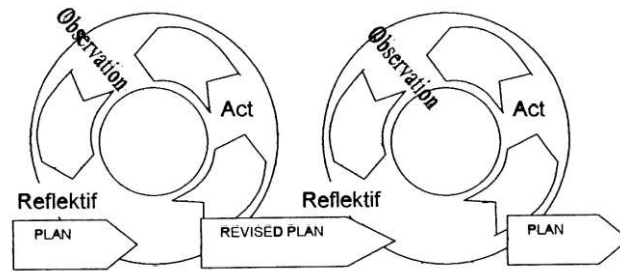 Observation
Act
Reflektif
PLAN
Observation
Act
Reflektif
REVISED PLAN
PLAN